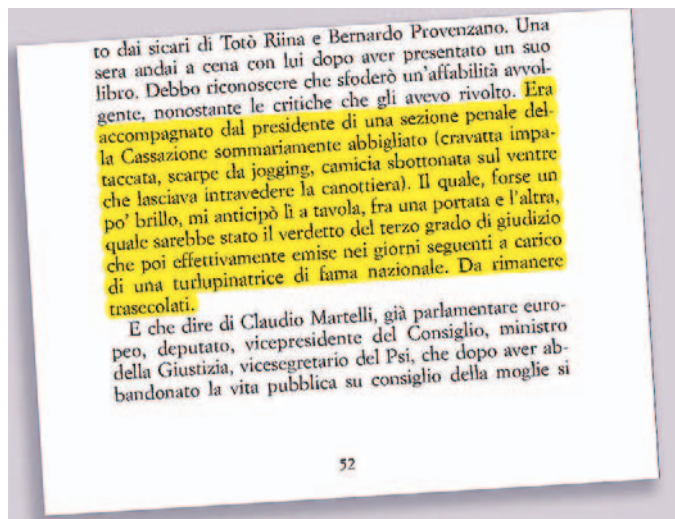 to dai sicari di Totò Riina e Bernardo Provenzano. Una
sera andai a cena con lui dopo aver presentato un suo
libro. Debbo riconoscere che sfoderò un'affabilità avvol-
gente, nonostante le critiche che gli avevo rivolto. Era
accompagnato dal presidente di una sezione penale del-
la Cassazione sommariamente abbigliato (cravatta impa-
taccata, scarpe da jogging, camicia sbottonata sul ventre
che lasciava intravedere la canottiera). Il quale, forse un
po' brillo, mi anticipò lì a tavola, fra una portata e l'altra,
quale sarebbe stato il verdetto del terzo grado di giudizio
che poi effettivamente emise nei giorni seguenti a carico
di una turlupinatrice di fama nazionale. Da rimanere
trasecolati.
E che dire di Claudio Martelli, già parlamentare euro-
peo, deputato, vicepresidente del Consiglio, ministro
della Giustizia, vicesegretario del Psi, che dopo aver ab-
bandonato la vita pubblica su consiglio della moglie si
52